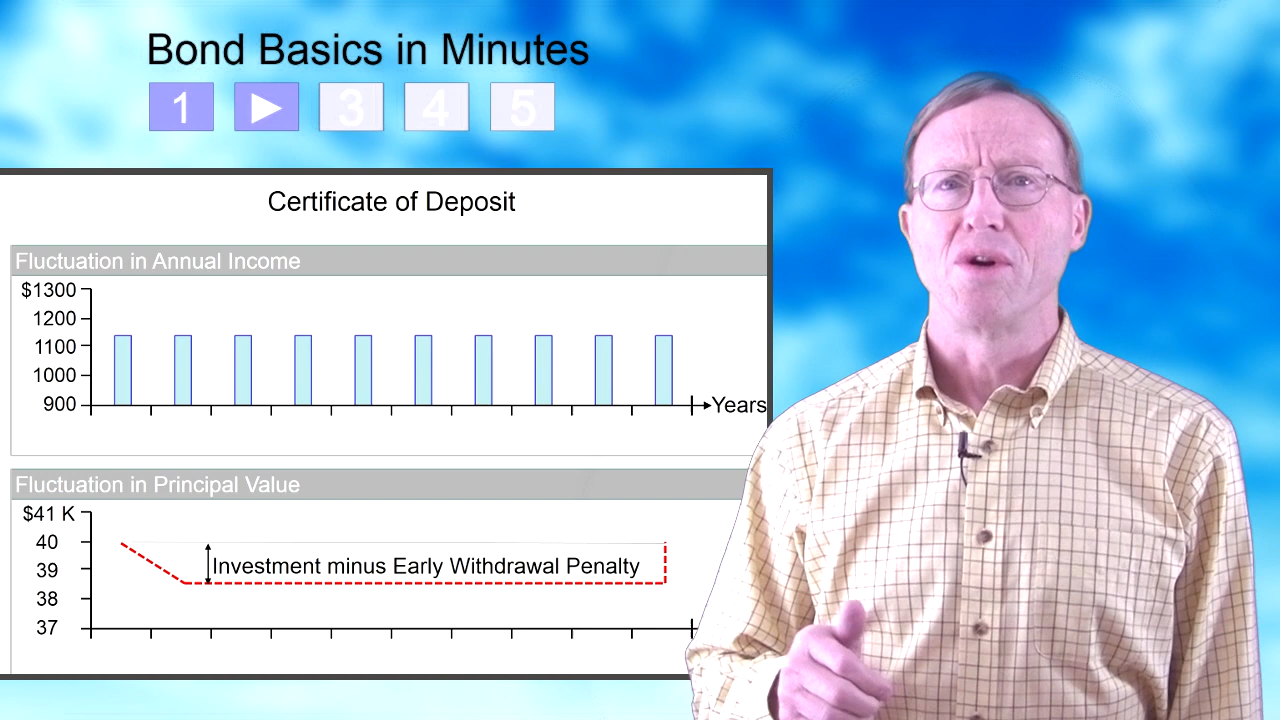 Bond Basics in Minutes
1 3 4 5
Certificate of Deposit
Fluctuation in Annual Income
$1300
1200
1100
1000
900
Years
Fluctuation in Principal Value
$41 K
40
Investment minus Early Withdrawal Penalty
39
38
37